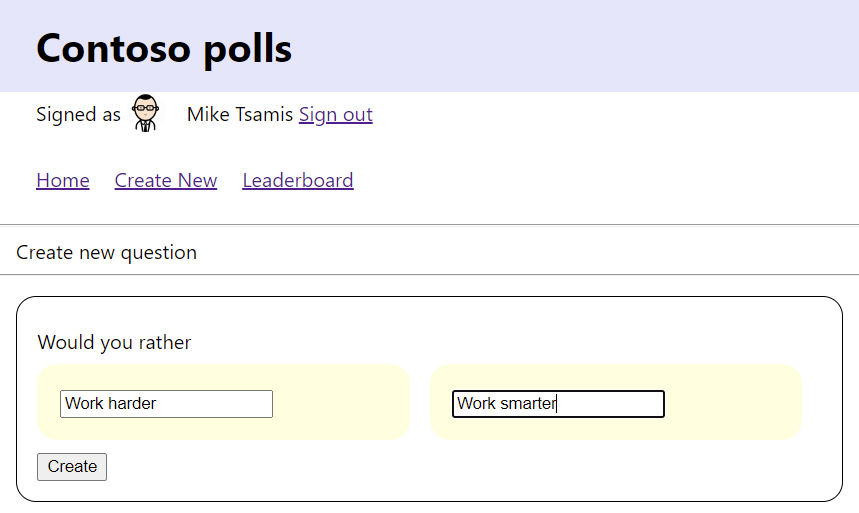 Contoso polls
Signed as Mike Tsamis Sign out
Home Create New Leaderboard
Create new question
Would you rather
Work harder Work smarter
Create